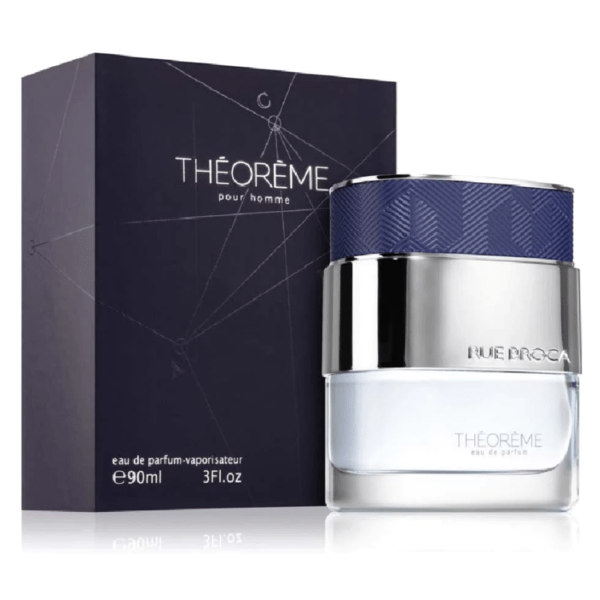 THÉORÈME
pour homme
eau de parfum-vaporisateur
℮90ml 3Fl.oz
RUE BROCA
THÉORÈME
eau de parfum